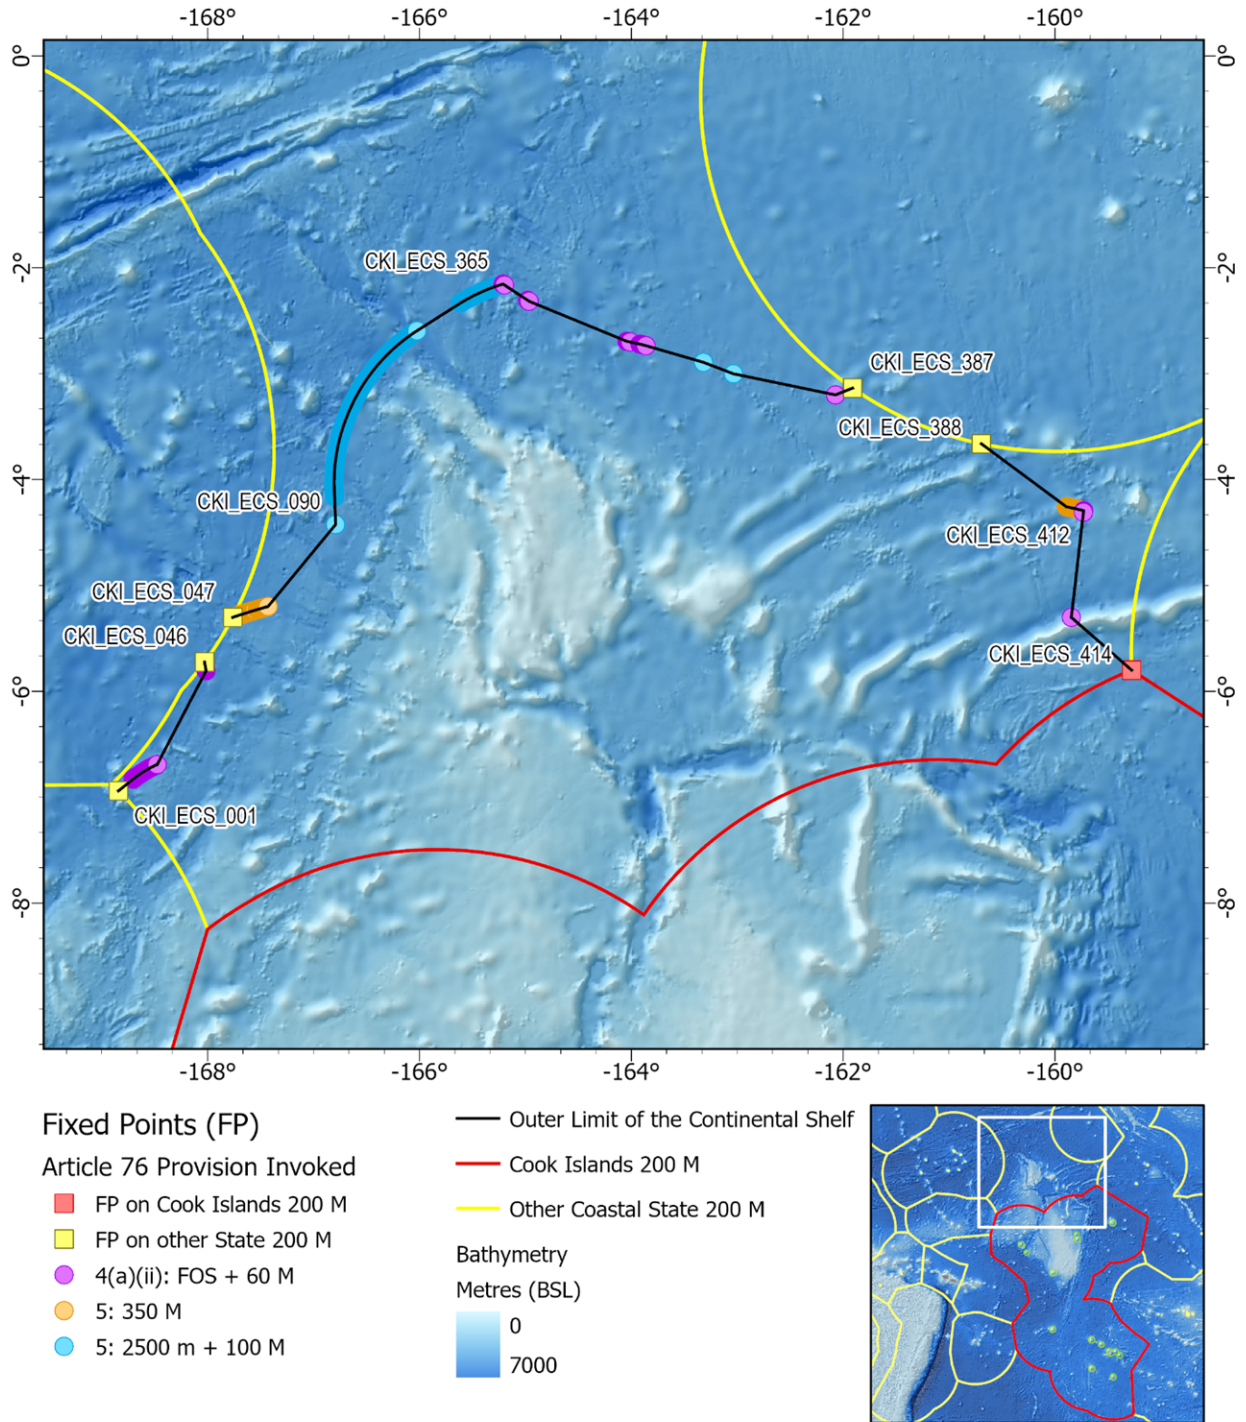 -168° -166° -164° -162° -160°
0° 0°
CKI_ECS_365
-2° -2°
CKI_ECS_387
CKI_ECS_388
-4° -4°
CKI_ECS_090
CKI_ECS_412
CKI_ECS_047
CKI_ECS_046
CKI_ECS_414
-6° -6°
CKI_ECS_001
-8° -8°
-168° -166° -164° -162° -160°
Fixed Points (FP)
Article 76 Provision Invoked
FP on Cook Islands 200 M
FP on other State 200 M
4(a)(ii): FOS + 60 M
5: 350 M
5: 2500 m + 100 M
Outer Limit of the Continental Shelf
Cook Islands 200 M
Other Coastal State 200 M
Bathymetry
Metres (BSL)
0
7000